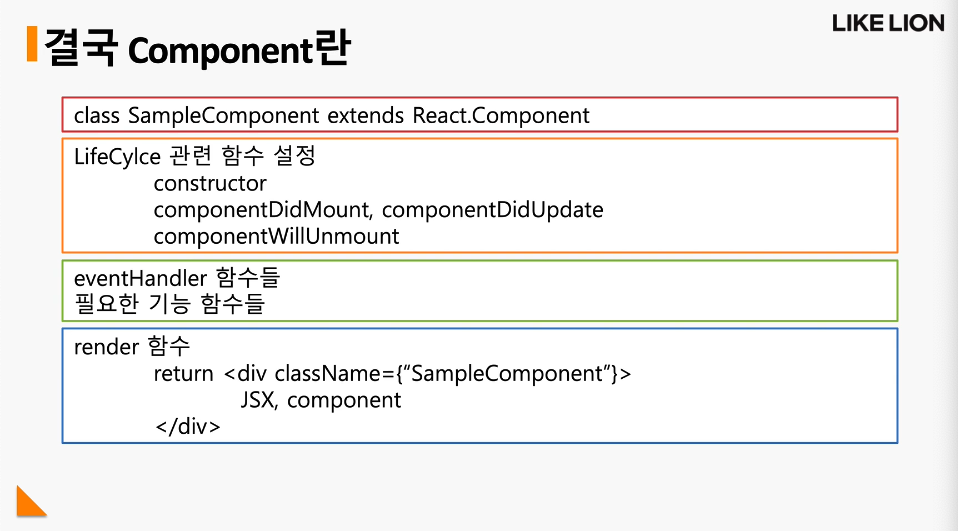 LIKE LION
결국 Component란
class SampleComponent extends React.Component
LifeCylce 관련 함수 설정
constructor
componentDidMount, componentDidUpdate
componentWillUnmount
eventHandler 함수들
필요한 기능 함수들
render 함수
return <div className={“SampleComponent”}>
JSX, component
</div>